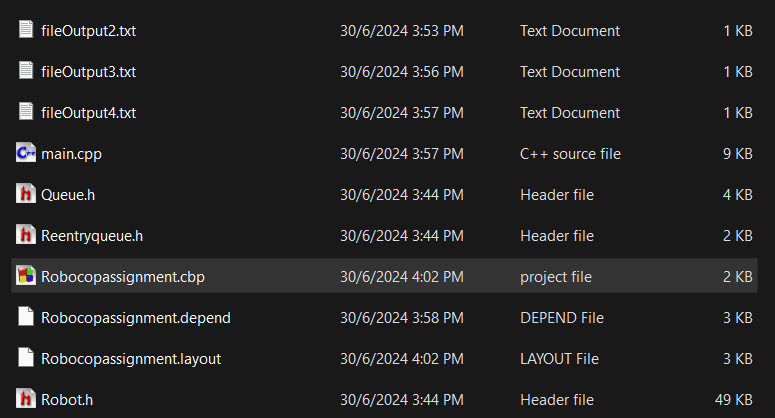 fileOutput2.txt 30/6/2024 3:53 PM Text Document 1 KB
fileOutput3.txt 30/6/2024 3:56 PM Text Document 1 KB
fileOutput4.txt 30/6/2024 3:57 PM Text Document 1 KB
C++ main.cpp 30/6/2024 3:57 PM C++ source file 9 KB
h Queue.h 30/6/2024 3:44 PM Header file 4 KB
h Reentryqueue.h 30/6/2024 3:44 PM Header file 2 KB
Robocopassignment.cbp 30/6/2024 4:02 PM project file 2 KB
Robocopassignment.depend 30/6/2024 3:58 PM DEPEND File 3 KB
Robocopassignment.layout 30/6/2024 4:02 PM LAYOUT File 3 KB
h Robot.h 30/6/2024 3:44 PM Header file 49 KB